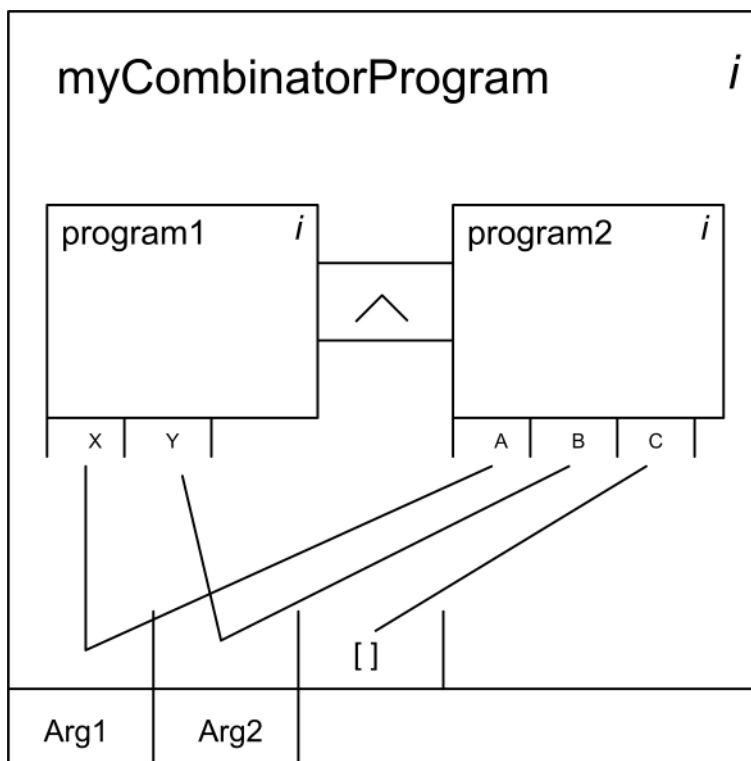 myCombinatorProgram i
program1 i program2 i
X Y A B C
[ ]
Arg1 Arg2